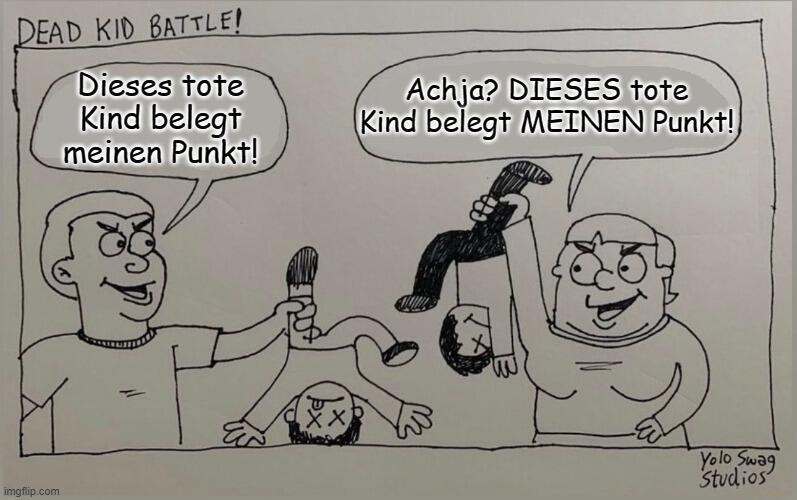 DEAD KID BATTLE!
Dieses tote
Kind belegt
meinen Punkt!
Achja? DIESES tote
Kind belegt MEINEN Punkt!
Yolo Swag
Studios
imgflip.com